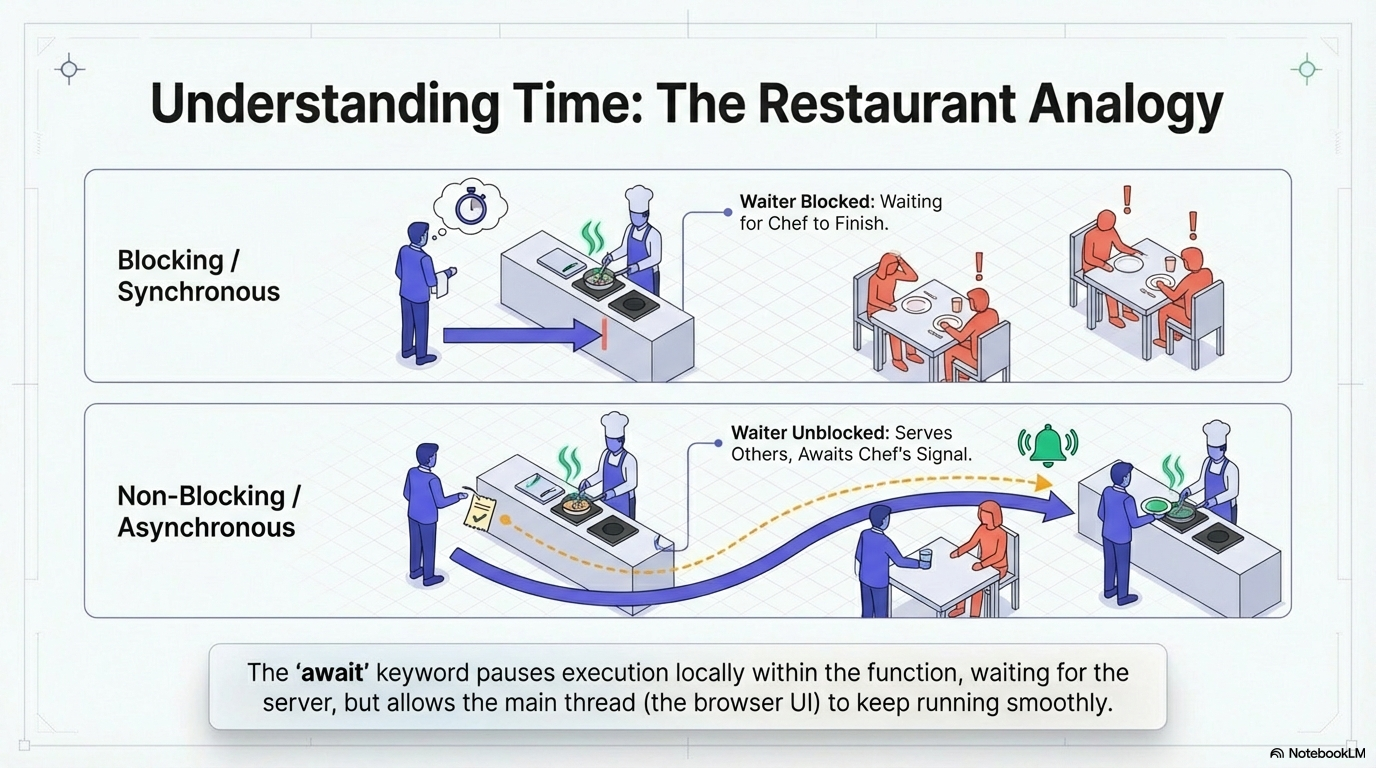 Understanding Time: The Restaurant Analogy
Blocking /
Synchronous
Waiter Blocked: Waiting
for Chef to Finish.
Non-Blocking /
Asynchronous
Waiter Unblocked: Serves
Others, Awaits Chef's Signal.
The ‘await’ keyword pauses execution locally within the function, waiting for the
server, but allows the main thread (the browser UI) to keep running smoothly.
NotebookLM